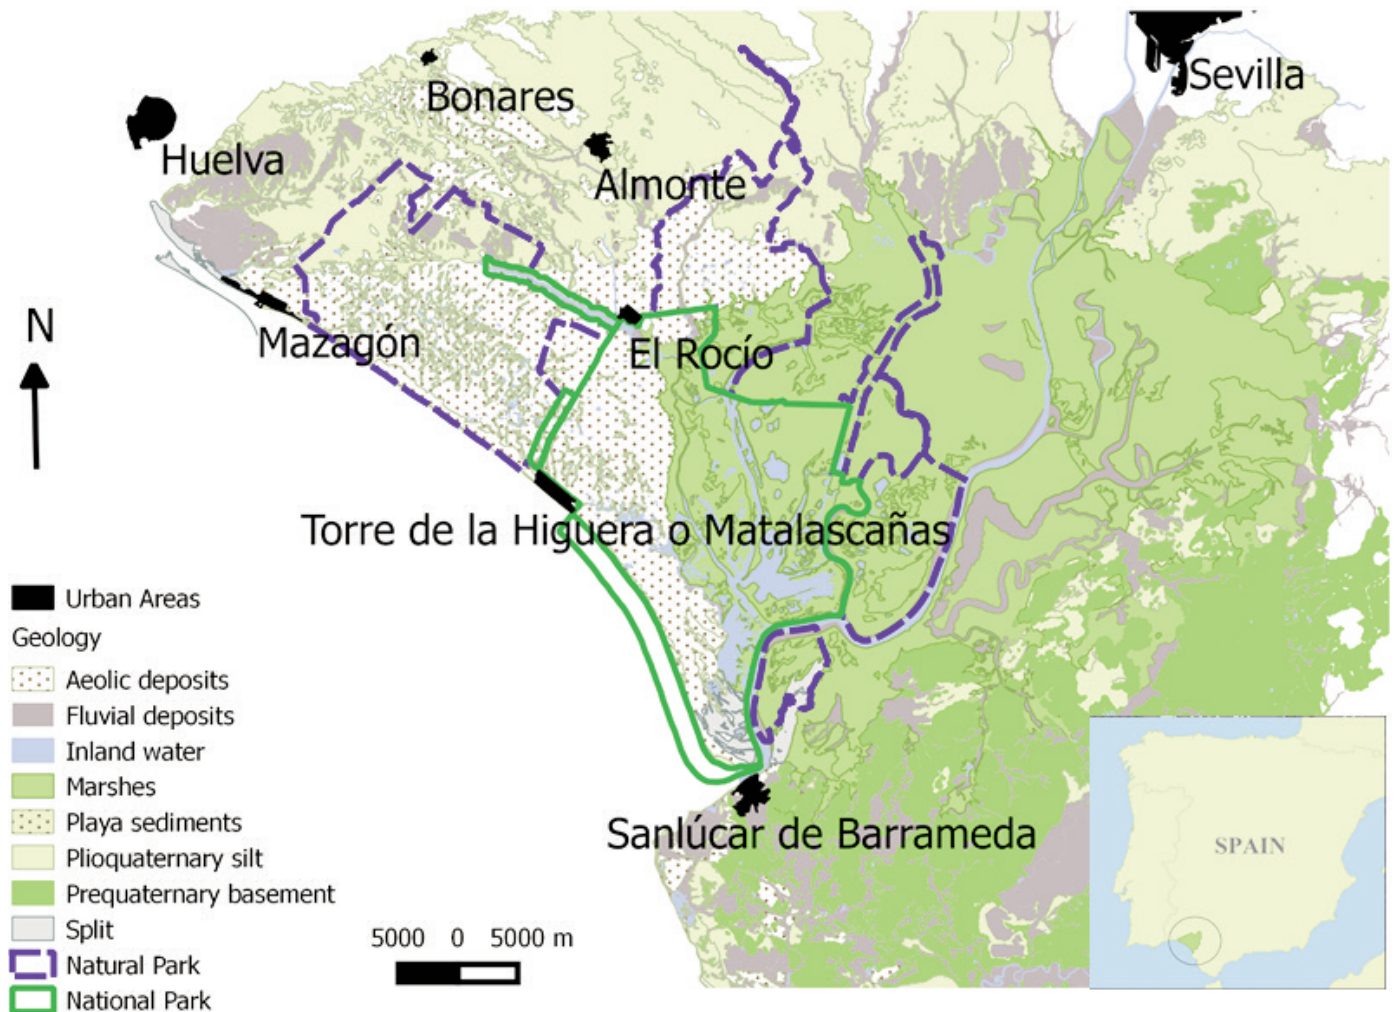 Sevilla
Bonares
Huelva
Almonte
N
Mazagón
El Rocío
Torre de la Higuera o Matalascañas
Urban Areas
Geology
Aeolic deposits
Fluvial deposits
Inland water
Marshes
Playa sediments
Plioquaternary silt
Prequaternary basement
Split
Natural Park
National Park
Sanlúcar de Barrameda
5000 0 5000 m
SPAIN